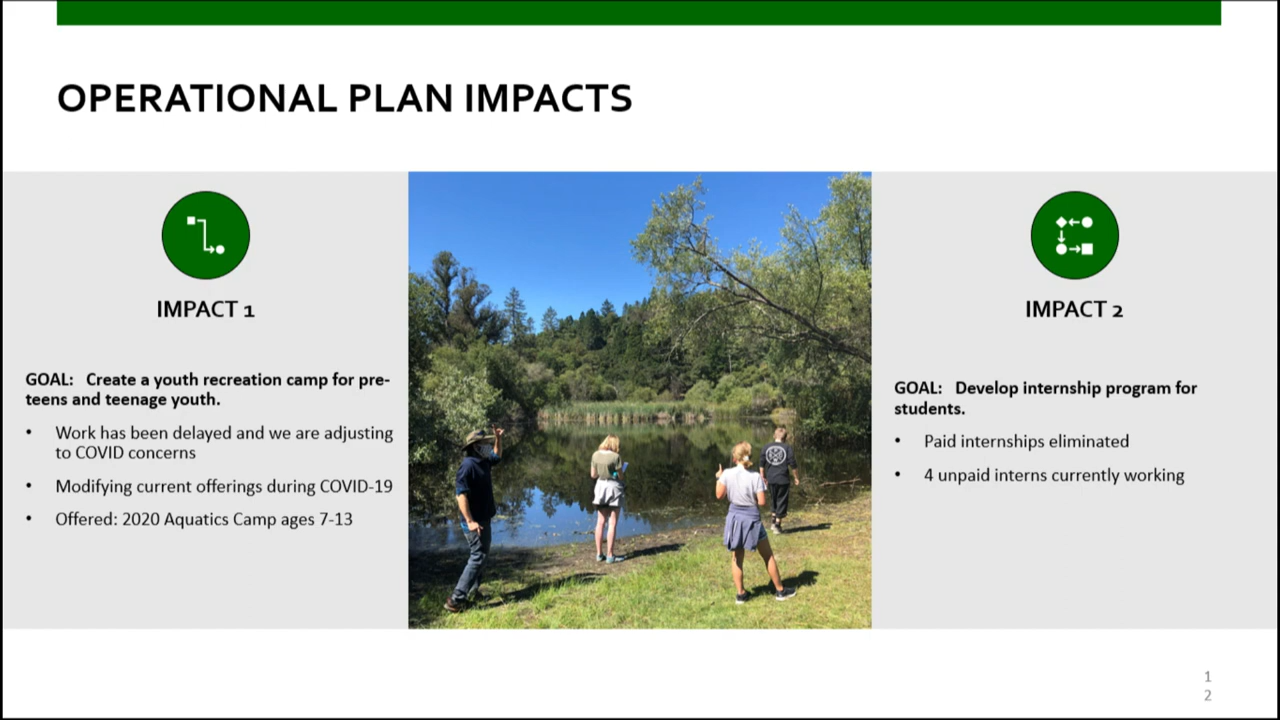 OPERATIONAL PLAN IMPACTS
IMPACT 1
GOAL: Create a youth recreation camp for pre-
teens and teenage youth.
• Work has been delayed and we are adjusting
to COVID concerns
• Modifying current offerings during COVID-19
• Offered: 2020 Aquatics Camp ages 7-13
IMPACT 2
GOAL: Develop internship program for
students.
• Paid internships eliminated
• 4 unpaid interns currently working
1
2